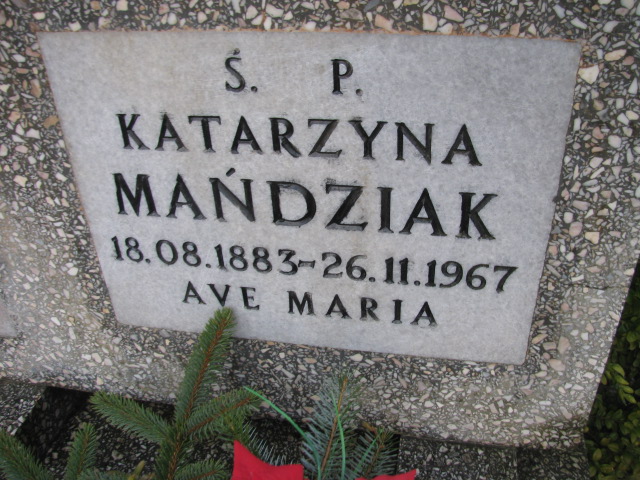 Ś. P.
KATARZYNA
MAŃDZIAK
18.08.1883-26.11.1967
AVE MARIA